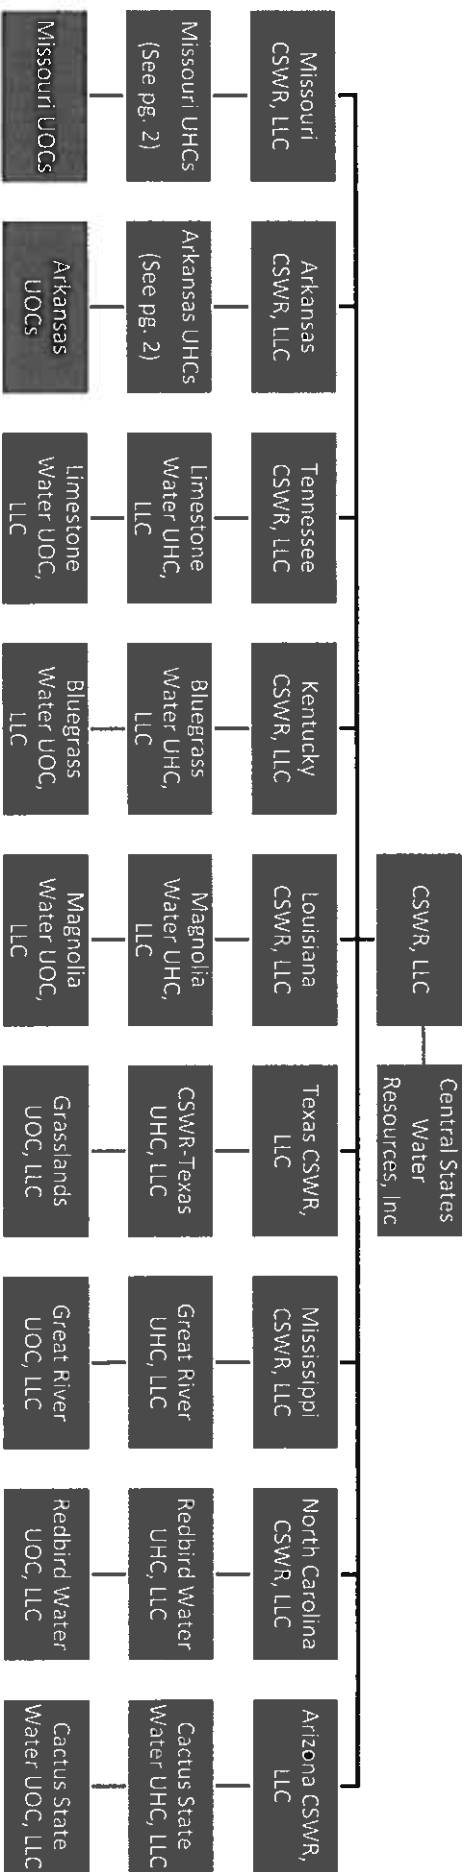 CSWR, LLC
Central States
Water
Resources, Inc
Missouri
CSWR, LLC
Arkansas
CSWR, LLC
Tennessee
CSWR, LLC
Kentucky
CSWR, LLC
Louisiana
CSWR, LLC
Texas CSWR,
LLC
Mississippi
CSWR, LLC
North Carolina
CSWR, LLC
Arizona CSWR,
LLC
Missouri UHCs
(See pg. 2)
Arkansas UHCs
(See pg. 2)
Limestone
Water UHC,
LLC
Bluegrass
Water UHC,
LLC
Magnolia
Water UHC,
LLC
CSWR-Texas
UHC, LLC
Great River
UHC, LLC
Redbird Water
UHC, LLC
Cactus State
Water UHC, LLC
Missouri UOCs
Arkansas
UOCs
Limestone
Water UOC,
LLC
Bluegrass
Water UOC,
LLC
Magnolia
Water UOC,
LLC
Grasslands
UOC, LLC
Great River
UOC, LLC
Redbird Water
UOC, LLC
Cactus State
Water UOC, LLC